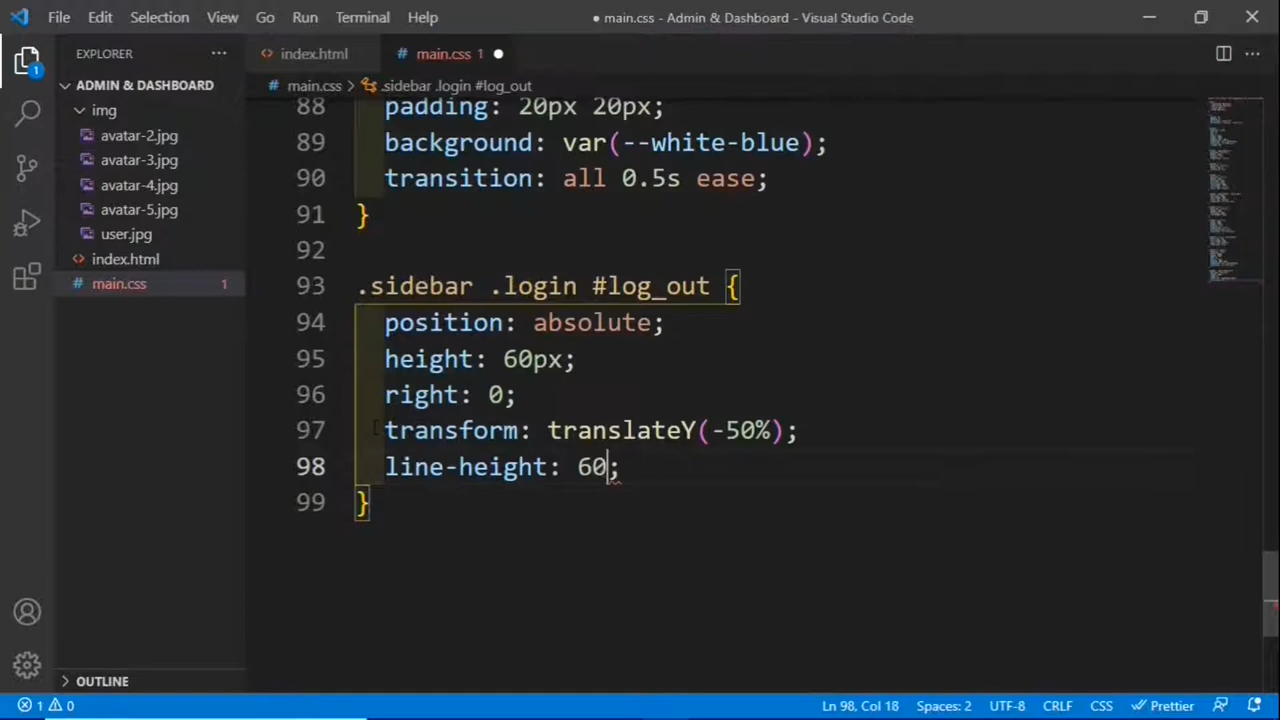 File Edit Selection View Go Run Terminal Help
● main.css - Admin & Dashboard - Visual Studio Code
EXPLORER
index.html
# main.css 1
ADMIN & DASHBOARD
# main.css > .sidebar .login #log_out
img
avatar-2.jpg
avatar-3.jpg
avatar-4.jpg
avatar-5.jpg
user.jpg
<> index.html
# main.css 1
1
88 padding: 20px 20px;
89 background: var(--white-blue);
90 transition: all 0.5s ease;
91 }
92
93 .sidebar .login #log_out {
94 position: absolute;
95 height: 60px;
96 right: 0;
97 transform: translateY(-50%);
98 line-height: 60;
99 }
OUTLINE
1 0
Ln 98, Col 18 Spaces: 2 UTF-8 CRLF CSS Prettier